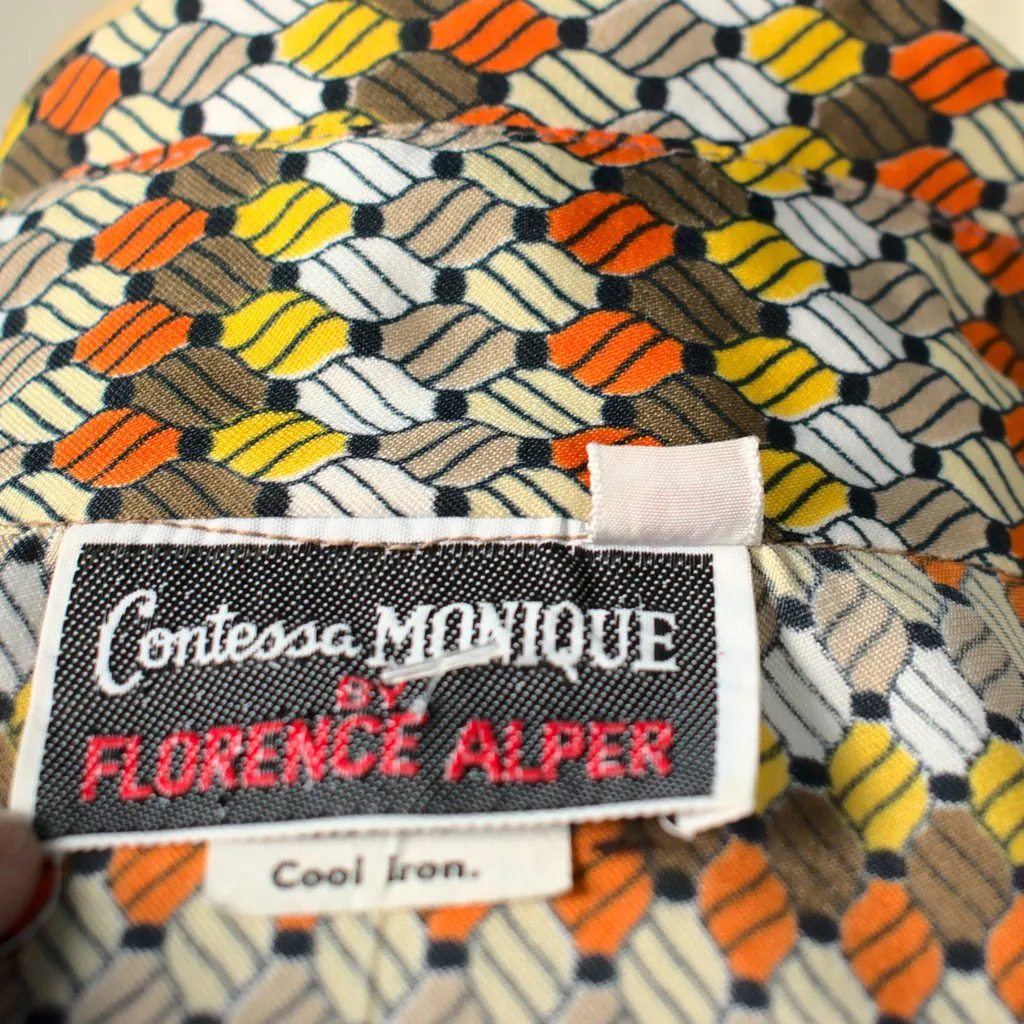 Contessa MONIQUE
BY
FLORENCE ALPER
Cool iron.